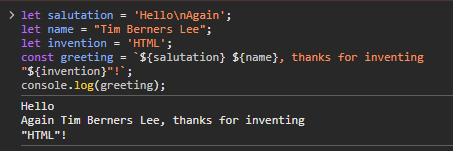 > let salutation = 'Hello\nAgain';
let name = "Tim Berners Lee";
let invention = 'HTML';
const greeting = `${salutation} ${name}, thanks for inventing
"${invention}"!`;
console.log(greeting);
Hello
Again Tim Berners Lee, thanks for inventing
"HTML"!